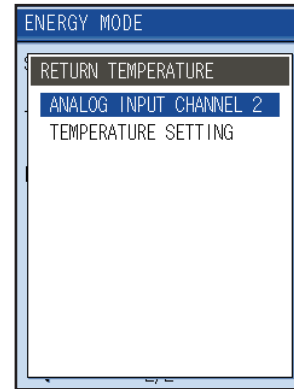 ENERGY MODE
RETURN TEMPERATURE
ANALOG INPUT CHANNEL 2
TEMPERATURE SETTING